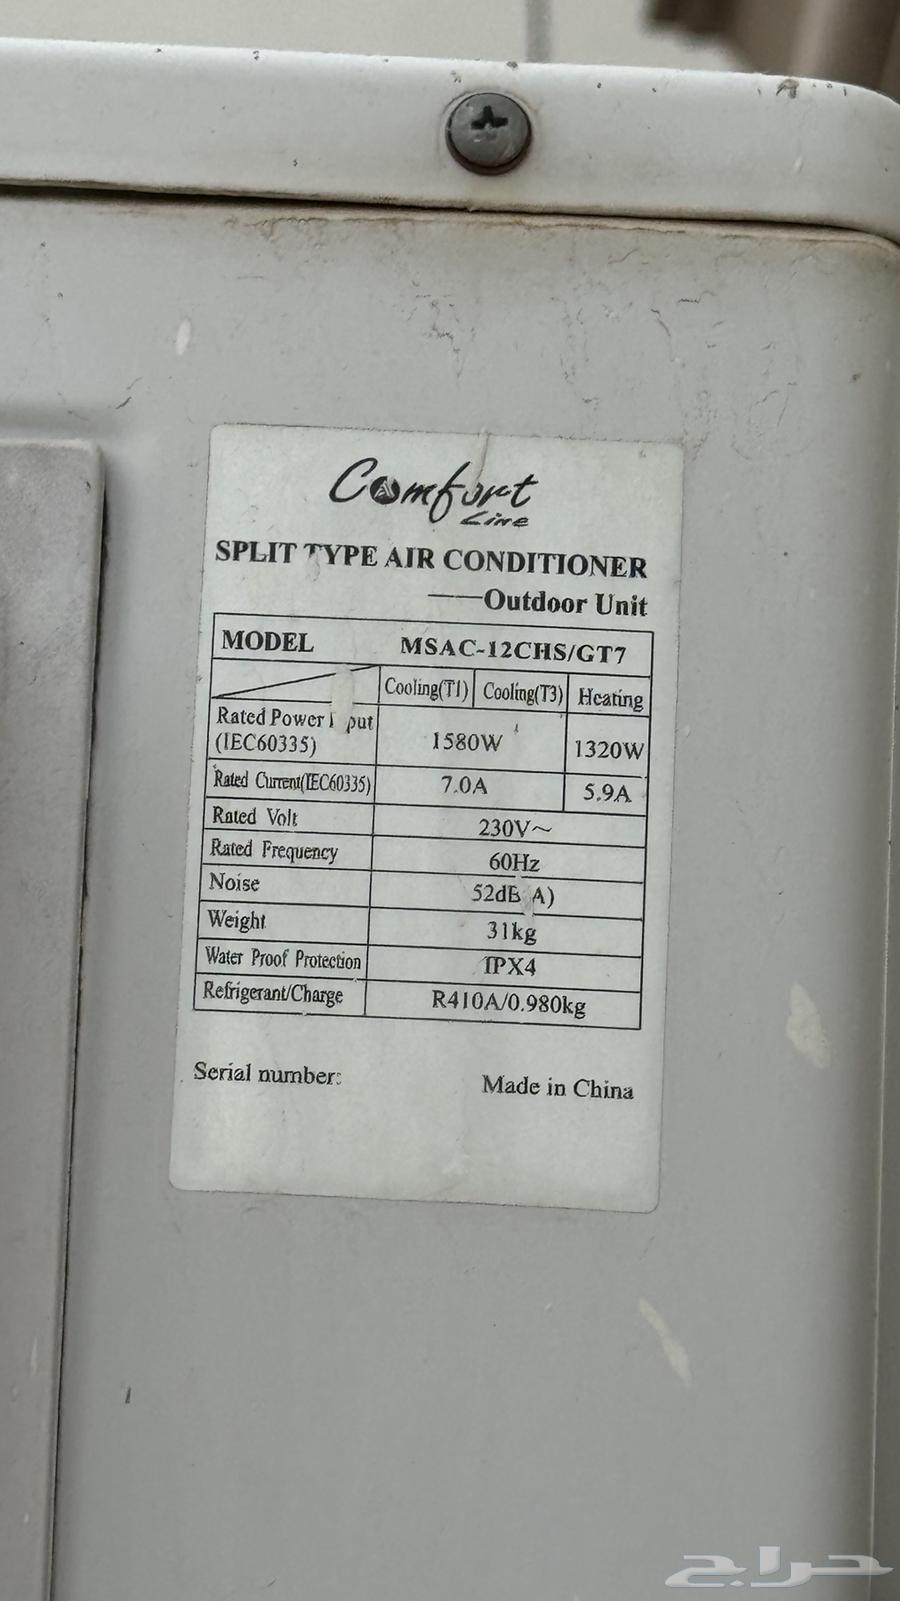 Comfort
Line
SPLIT TYPE AIR CONDITIONER
——Outdoor Unit
MODEL MSAC-12CHS/GT7
Cooling(T1) Cooling(T3) Heating
Rated Power Input
(IEC60335) 1580W 1320W
Rated Current(IEC60335) 7.0A 5.9A
Rated Volt 230V~
Rated Frequency 60Hz
Noise 52dB(A)
Weight 31kg
Water Proof Protection IPX4
Refrigerant/Charge R410A/0.980kg
Serial number:
Made in China
حراج